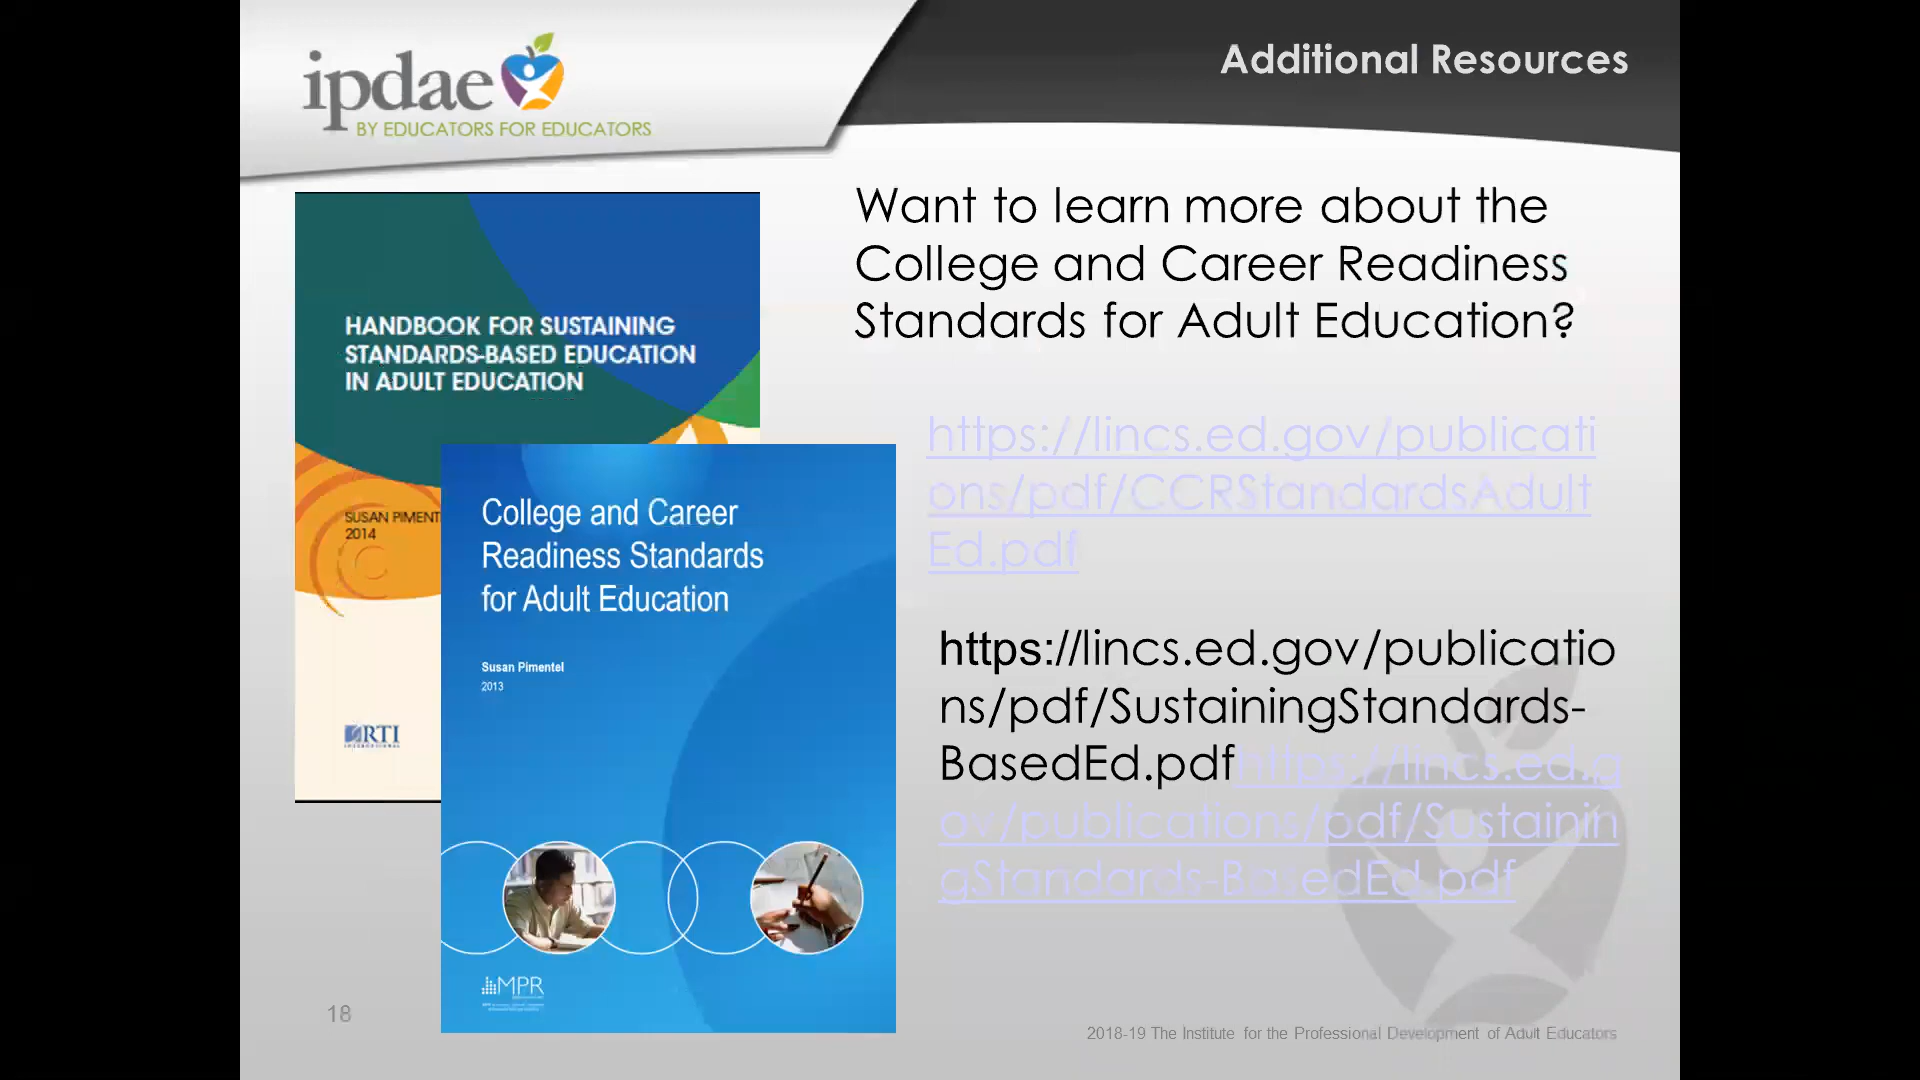 ipdae
BY EDUCATORS FOR EDUCATORS
Additional Resources
HANDBOOK FOR SUSTAINING
STANDARDS-BASED EDUCATION
IN ADULT EDUCATION
SUSAN PIMENT
2014
RTI
INTERNATIONAL
College and Career
Readiness Standards
for Adult Education
Susan Pimentel
2013
MPR
Want to learn more about the
College and Career Readiness
Standards for Adult Education?
https://lincs.ed.gov/publicati
ons/pdf/CCRStandardsAdult
Ed.pdf
https://lincs.ed.gov/publicatio
ns/pdf/SustainingStandards-
BasedEd.pdfhttps://lincs.ed.g
ov/publications/pdf/Sustainin
gStandards-BasedEd.pdf
18
2018-19 The Institute for the Professional Development of Adult Educators